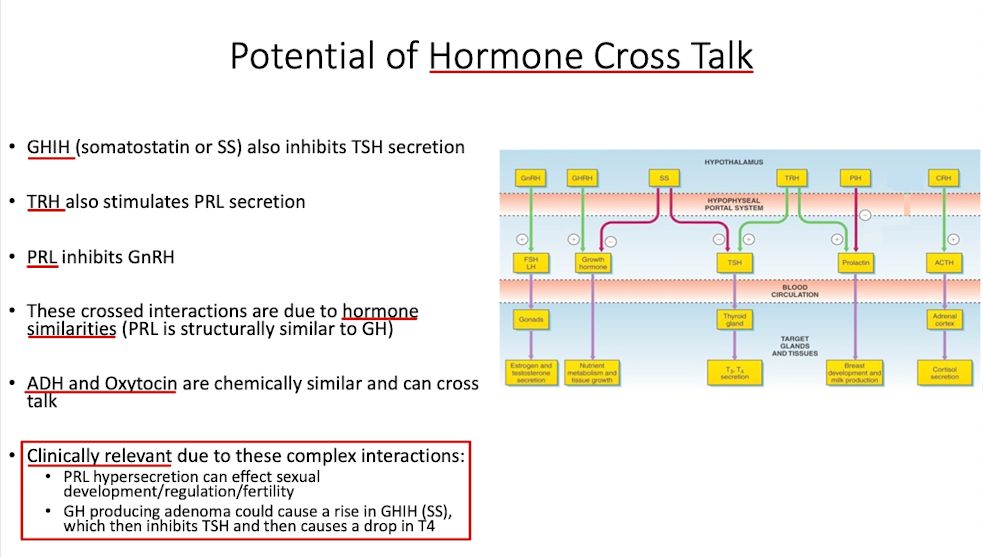 Potential of Hormone Cross Talk
• GHIH (somatostatin or SS) also inhibits TSH secretion
• TRH also stimulates PRL secretion
• PRL inhibits GnRH
• These crossed interactions are due to hormone
similarities (PRL is structurally similar to GH)
• ADH and Oxytocin are chemically similar and can cross
talk
• Clinically relevant due to these complex interactions:
• PRL hypersecretion can effect sexual
development/regulation/fertility
• GH producing adenoma could cause a rise in GHIH (SS),
which then inhibits TSH and then causes a drop in T4
HYPOTHALAMUS
GnRH GHRH SS TRH PIH CRH
HYPOPHYSEAL
PORTAL SYSTEM
−
+ + − − + + +
FSH
LH
Growth
hormone
TSH
Prolactin
ACTH
BLOOD
CIRCULATION
Gonads
Thyroid
gland
Adrenal
cortex
TARGET
GLANDS
AND TISSUES
Estrogen and
testosterone
secretion
Nutrient
metabolism and
tissue growth
T3, T4
secretion
Breast
development and
milk production
Cortisol
secretion